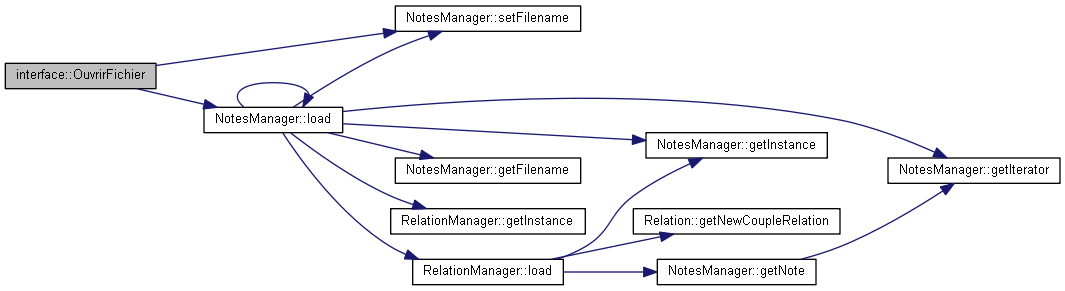 interface::OuvrirFichier
NotesManager::setFilename
NotesManager::load
NotesManager::getFilename
RelationManager::getInstance
RelationManager::load
NotesManager::getInstance
Relation::getNewCoupleRelation
NotesManager::getNote
NotesManager::getIterator